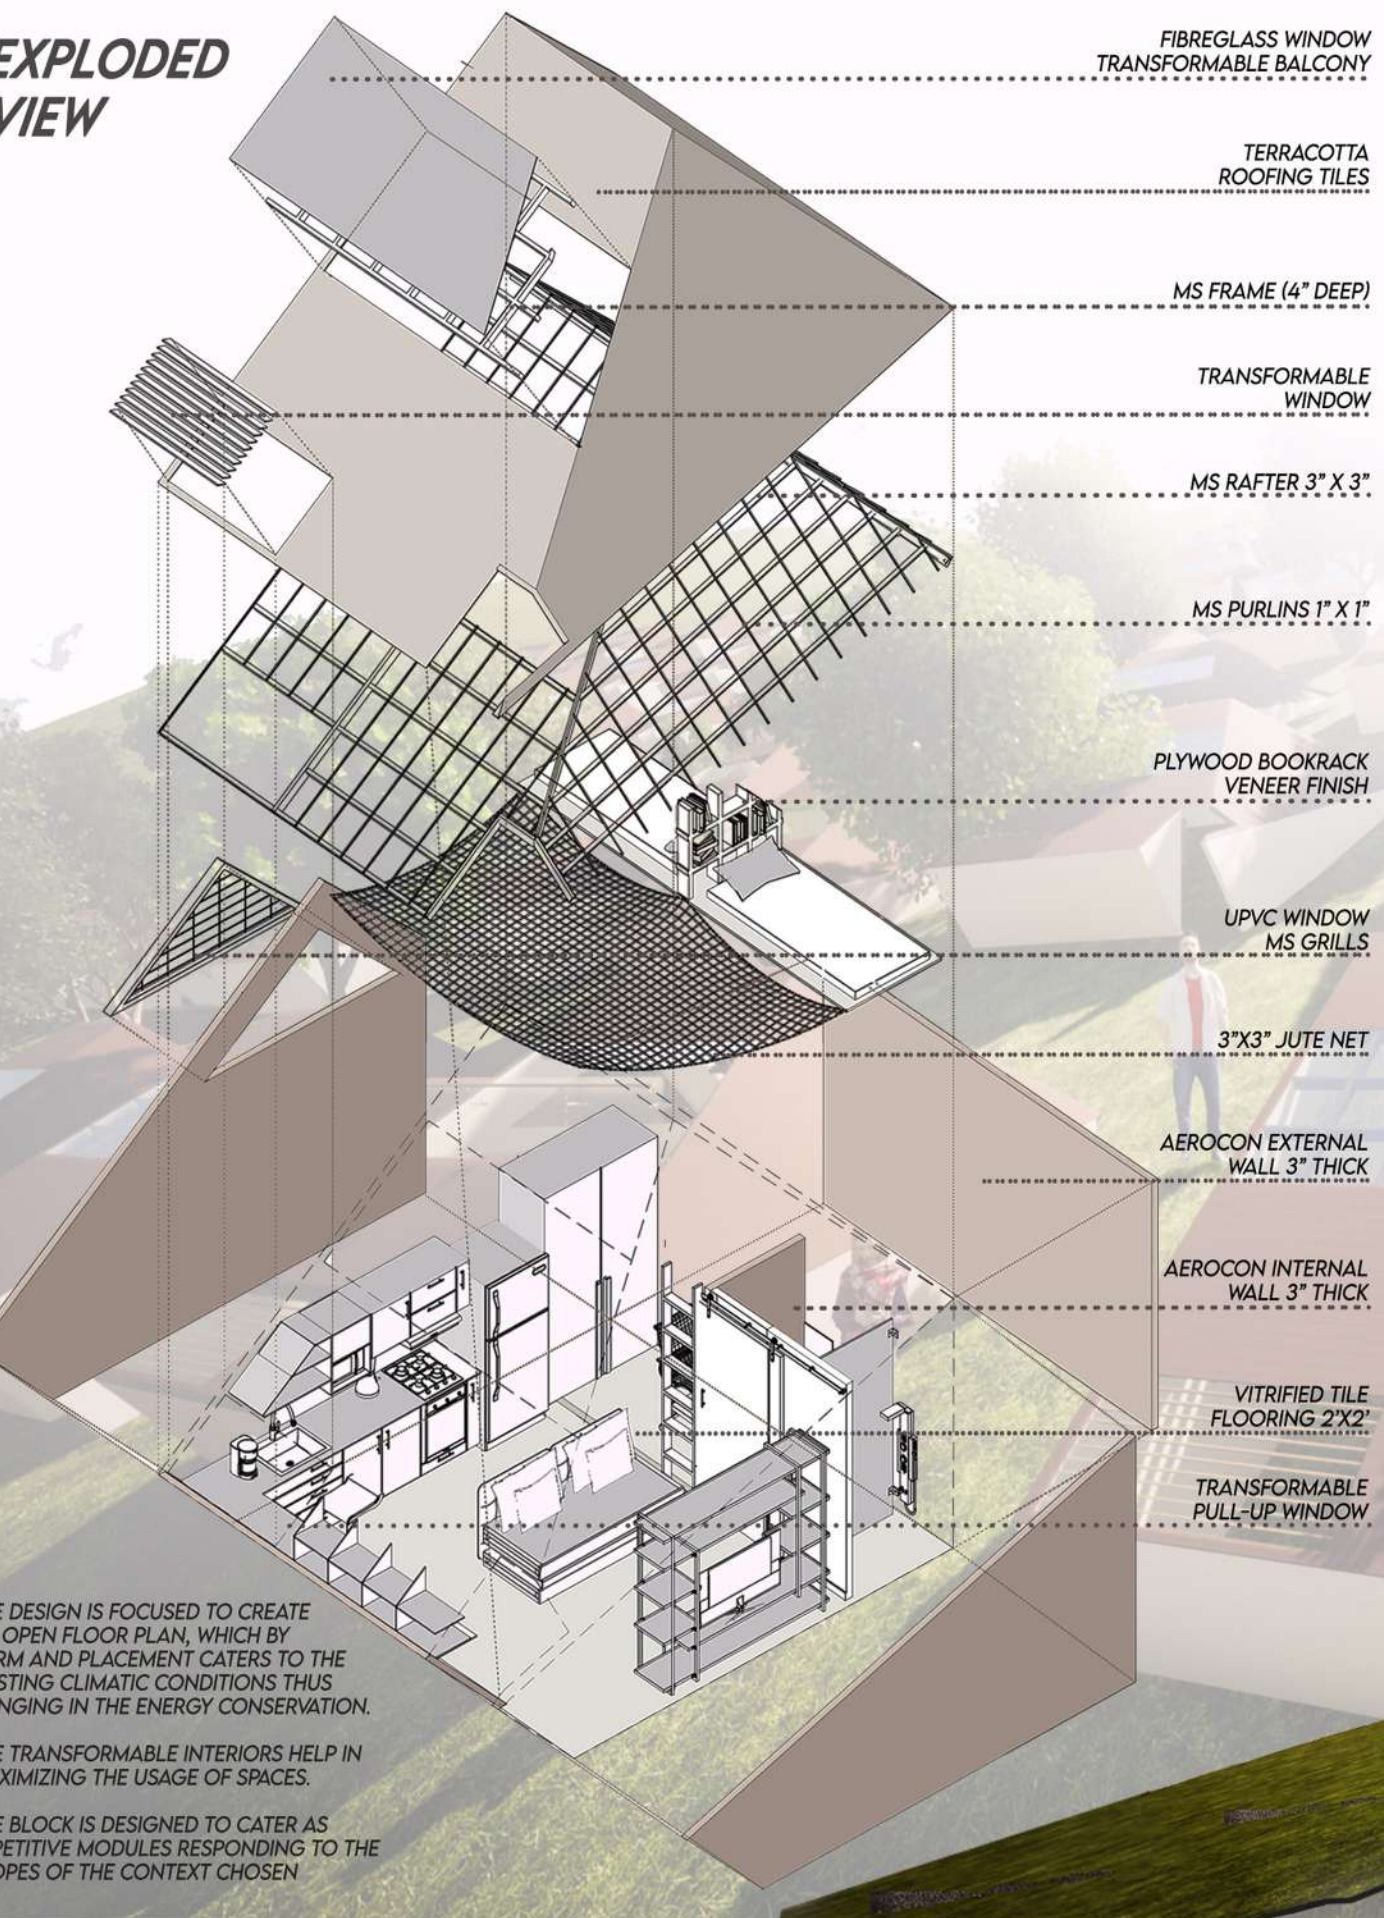 EXPLODED
VIEW
FIBREGLASS WINDOW
TRANSFORMABLE BALCONY
TERRACOTTA
ROOFING TILES
MS FRAME (4" DEEP)
TRANSFORMABLE
WINDOW
MS RAFTER 3" X 3"
MS PURLINS 1" X 1"
PLYWOOD BOOKRACK
VENEER FINISH
UPVC WINDOW
MS GRILLS
3"X3" JUTE NET
AEROCON EXTERNAL
WALL 3" THICK
AEROCON INTERNAL
WALL 3" THICK
VITRIFIED TILE
FLOORING 2'X2'
TRANSFORMABLE
PULL-UP WINDOW
E DESIGN IS FOCUSED TO CREATE
OPEN FLOOR PLAN, WHICH BY
RM AND PLACEMENT CATERS TO THE
STING CLIMATIC CONDITIONS THUS
NGING IN THE ENERGY CONSERVATION.
E TRANSFORMABLE INTERIORS HELP IN
XIMIZING THE USAGE OF SPACES.
E BLOCK IS DESIGNED TO CATER AS
PETITIVE MODULES RESPONDING TO THE
OPES OF THE CONTEXT CHOSEN